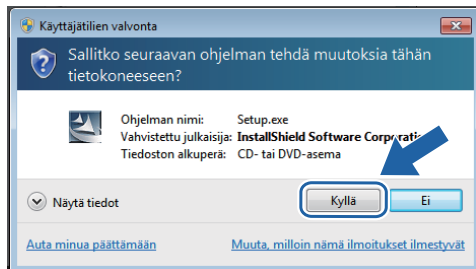 Käyttäjätilien valvonta
Sallitko seuraavan ohjelman tehdä muutoksia tähän
tietokoneeseen?
Ohjelman nimi: Setup.exe
Vahvistettu julkaisija: InstallShield Software Corporation
Tiedoston alkuperä: CD- tai DVD-asema
Näytä tiedot
Kyllä
Ei
Auta minua päättämään
Muuta, milloin nämä ilmoitukset ilmestyvät